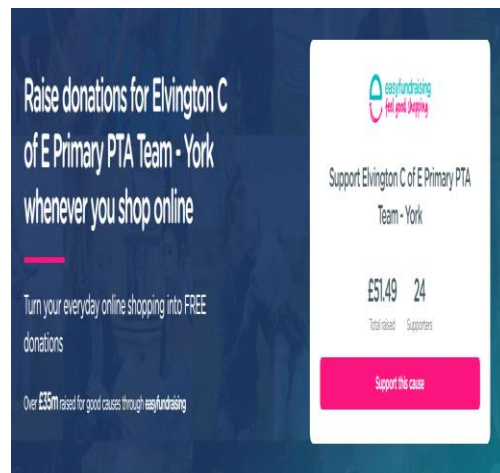 Raise donations for Elvington C
of E Primary PTA Team - York
whenever you shop online
Turn your everyday online shopping into FREE
donations
Over £35m raised for good causes through easyfundraising
easyfundraising
feel good shopping
Support Elvington C of E Primary PTA
Team - York
£51.49 24
Total raised Supporters
Support this cause